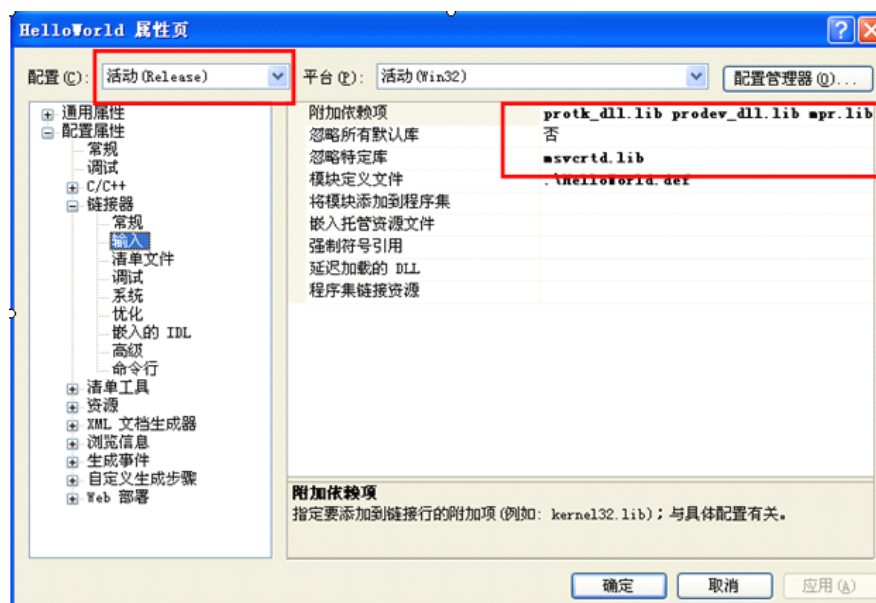 HelloWorld 属性页
配置(C): 活动(Release) 平台(P): 活动(Win32) 配置管理器(O)...
通用属性
配置属性
常规
调试
C/C++
链接器
常规
输入
清单文件
调试
系统
优化
嵌入的 IDL
高级
命令行
清单工具
资源
XML 文档生成器
浏览信息
生成事件
自定义生成步骤
Web 部署
附加依赖项 protk_dll.lib prodev_dll.lib mpr.lib
忽略所有默认库 否
忽略特定库 msvcrtd.lib
模块定义文件 .\HelloWorld.def
将模块添加到程序集
嵌入托管资源文件
强制符号引用
延迟加载的 DLL
程序集链接资源
附加依赖项
指定要添加到链接行的附加项(例如: kernel32.lib)；与具体配置有关。
确定 取消 应用(A)